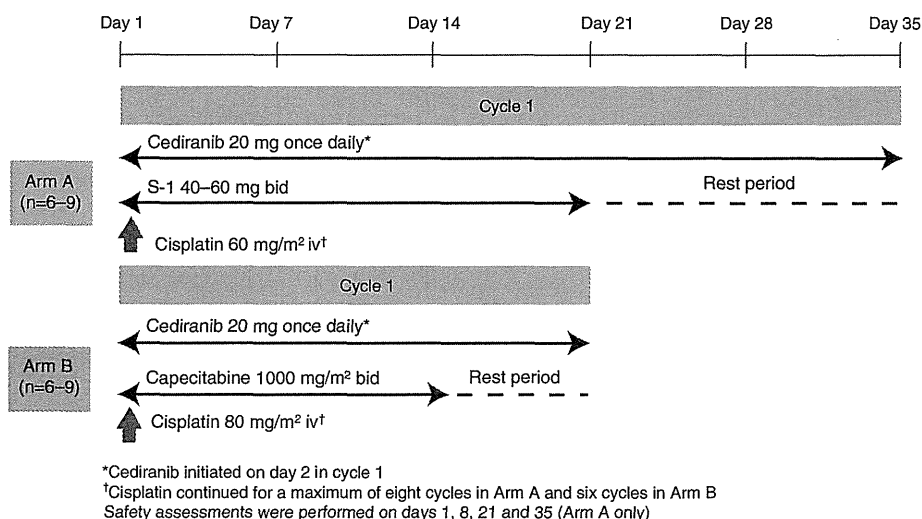 Day 1 Day 7 Day 14 Day 21 Day 28 Day 35
Cycle 1
Cediranib 20 mg once daily*
Arm A
(n=6–9)
S-1 40–60 mg bid
Rest period
Cisplatin 60 mg/m² iv†
Cycle 1
Cediranib 20 mg once daily*
Arm B
(n=6–9)
Capecitabine 1000 mg/m² bid
Rest period
Cisplatin 80 mg/m² iv†
*Cediranib initiated on day 2 in cycle 1
†Cisplatin continued for a maximum of eight cycles in Arm A and six cycles in Arm B
Safety assessments were performed on days 1, 8, 21 and 35 (Arm A only)